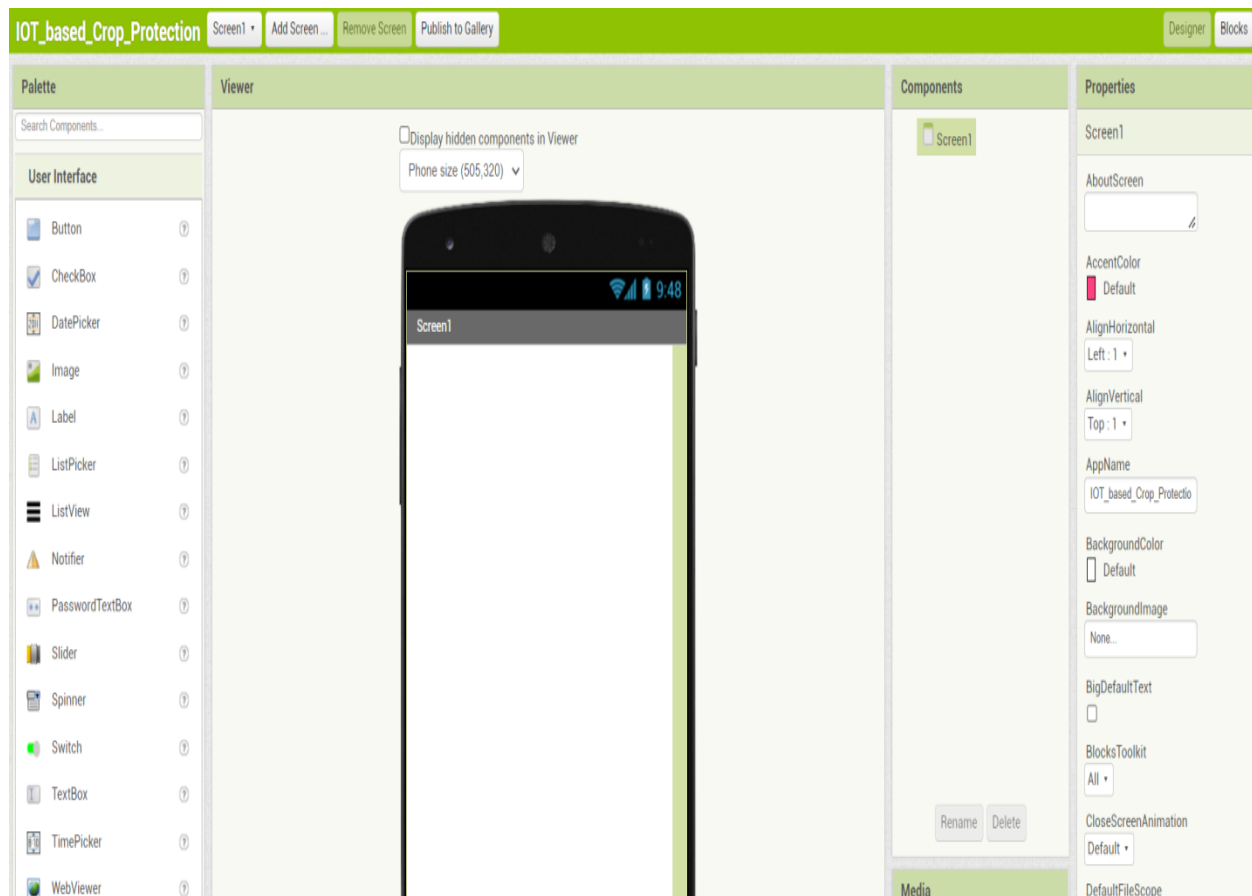 IOT_based_Crop_Protection
Screen1
Add Screen ...
Remove Screen
Publish to Gallery
Designer
Blocks
Palette
Search Components...
User Interface
Button
CheckBox
DatePicker
Image
Label
ListPicker
ListView
Notifier
PasswordTextBox
Slider
Spinner
Switch
TextBox
TimePicker
WebViewer
Viewer
Display hidden components in Viewer
Phone size (505,320)
9:48
Screen1
Components
Screen1
Rename
Delete
Media
Properties
Screen1
AboutScreen
AccentColor
Default
AlignHorizontal
Left : 1
AlignVertical
Top : 1
AppName
IOT_based_Crop_Protectio
BackgroundColor
Default
BackgroundImage
None...
BigDefaultText
BlocksToolkit
All
CloseScreenAnimation
Default
DefaultFileScope